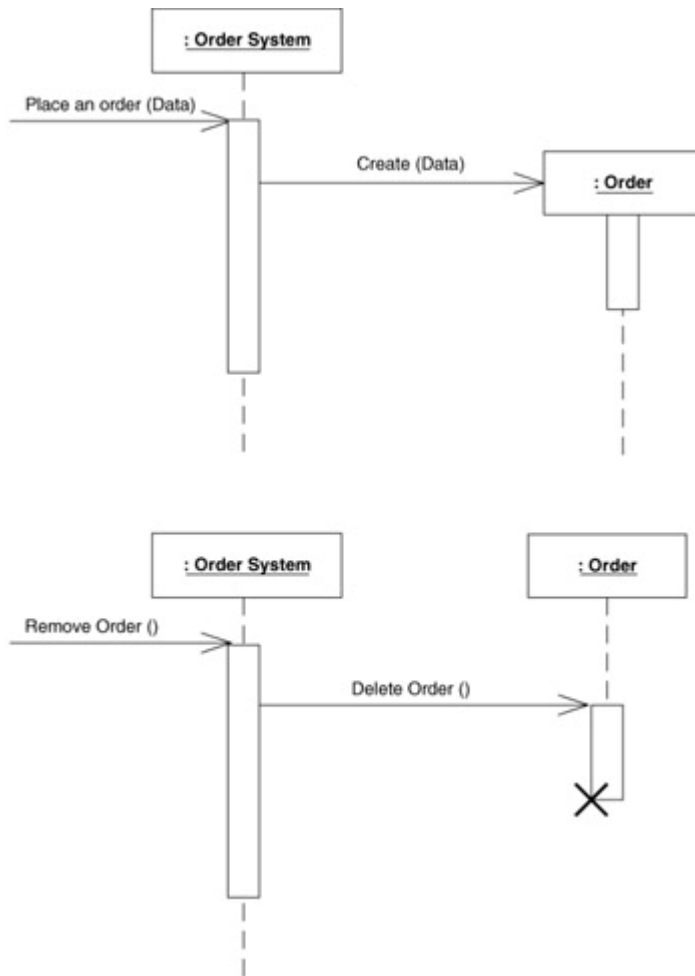 : Order System
Place an order (Data)
Create (Data)
: Order
: Order System
: Order
Remove Order ()
Delete Order ()